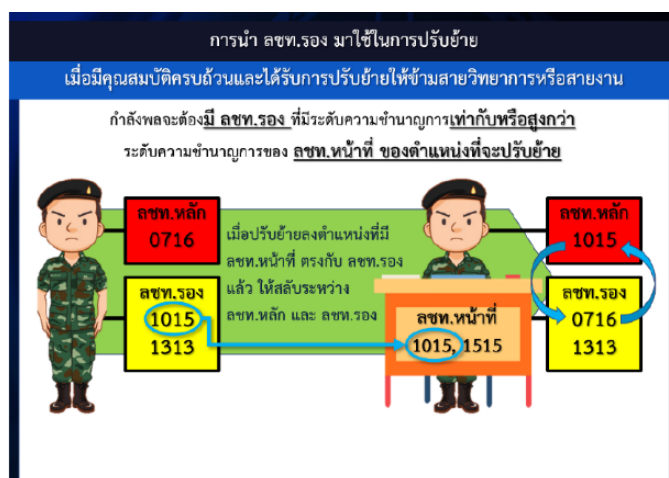 การนำ ลชท.รอง มาใช้ในการปรับย้าย
เมื่อมีคุณสมบัติครบถ้วนและได้รับการปรับย้ายให้ข้ามสายวิทยาการหรือสายงาน
กำลังพลจะต้องมี ลชท.รอง ที่มีระดับความชำนาญการเท่ากับหรือสูงกว่า
ระดับความชำนาญการของ ลชท.หน้าที่ ของตำแหน่งที่จะปรับย้าย
ลชท.หลัก
0716
ลชท.รอง
1015
1313
เมื่อปรับย้ายลงตำแหน่งที่มี
ลชท.หน้าที่ ตรงกับ ลชท.รอง
แล้ว ให้สลับระหว่าง
ลชท.หลัก และ ลชท.รอง
ลชท.หน้าที่
1015, 1515
ลชท.หลัก
1015
ลชท.รอง
0716
1313